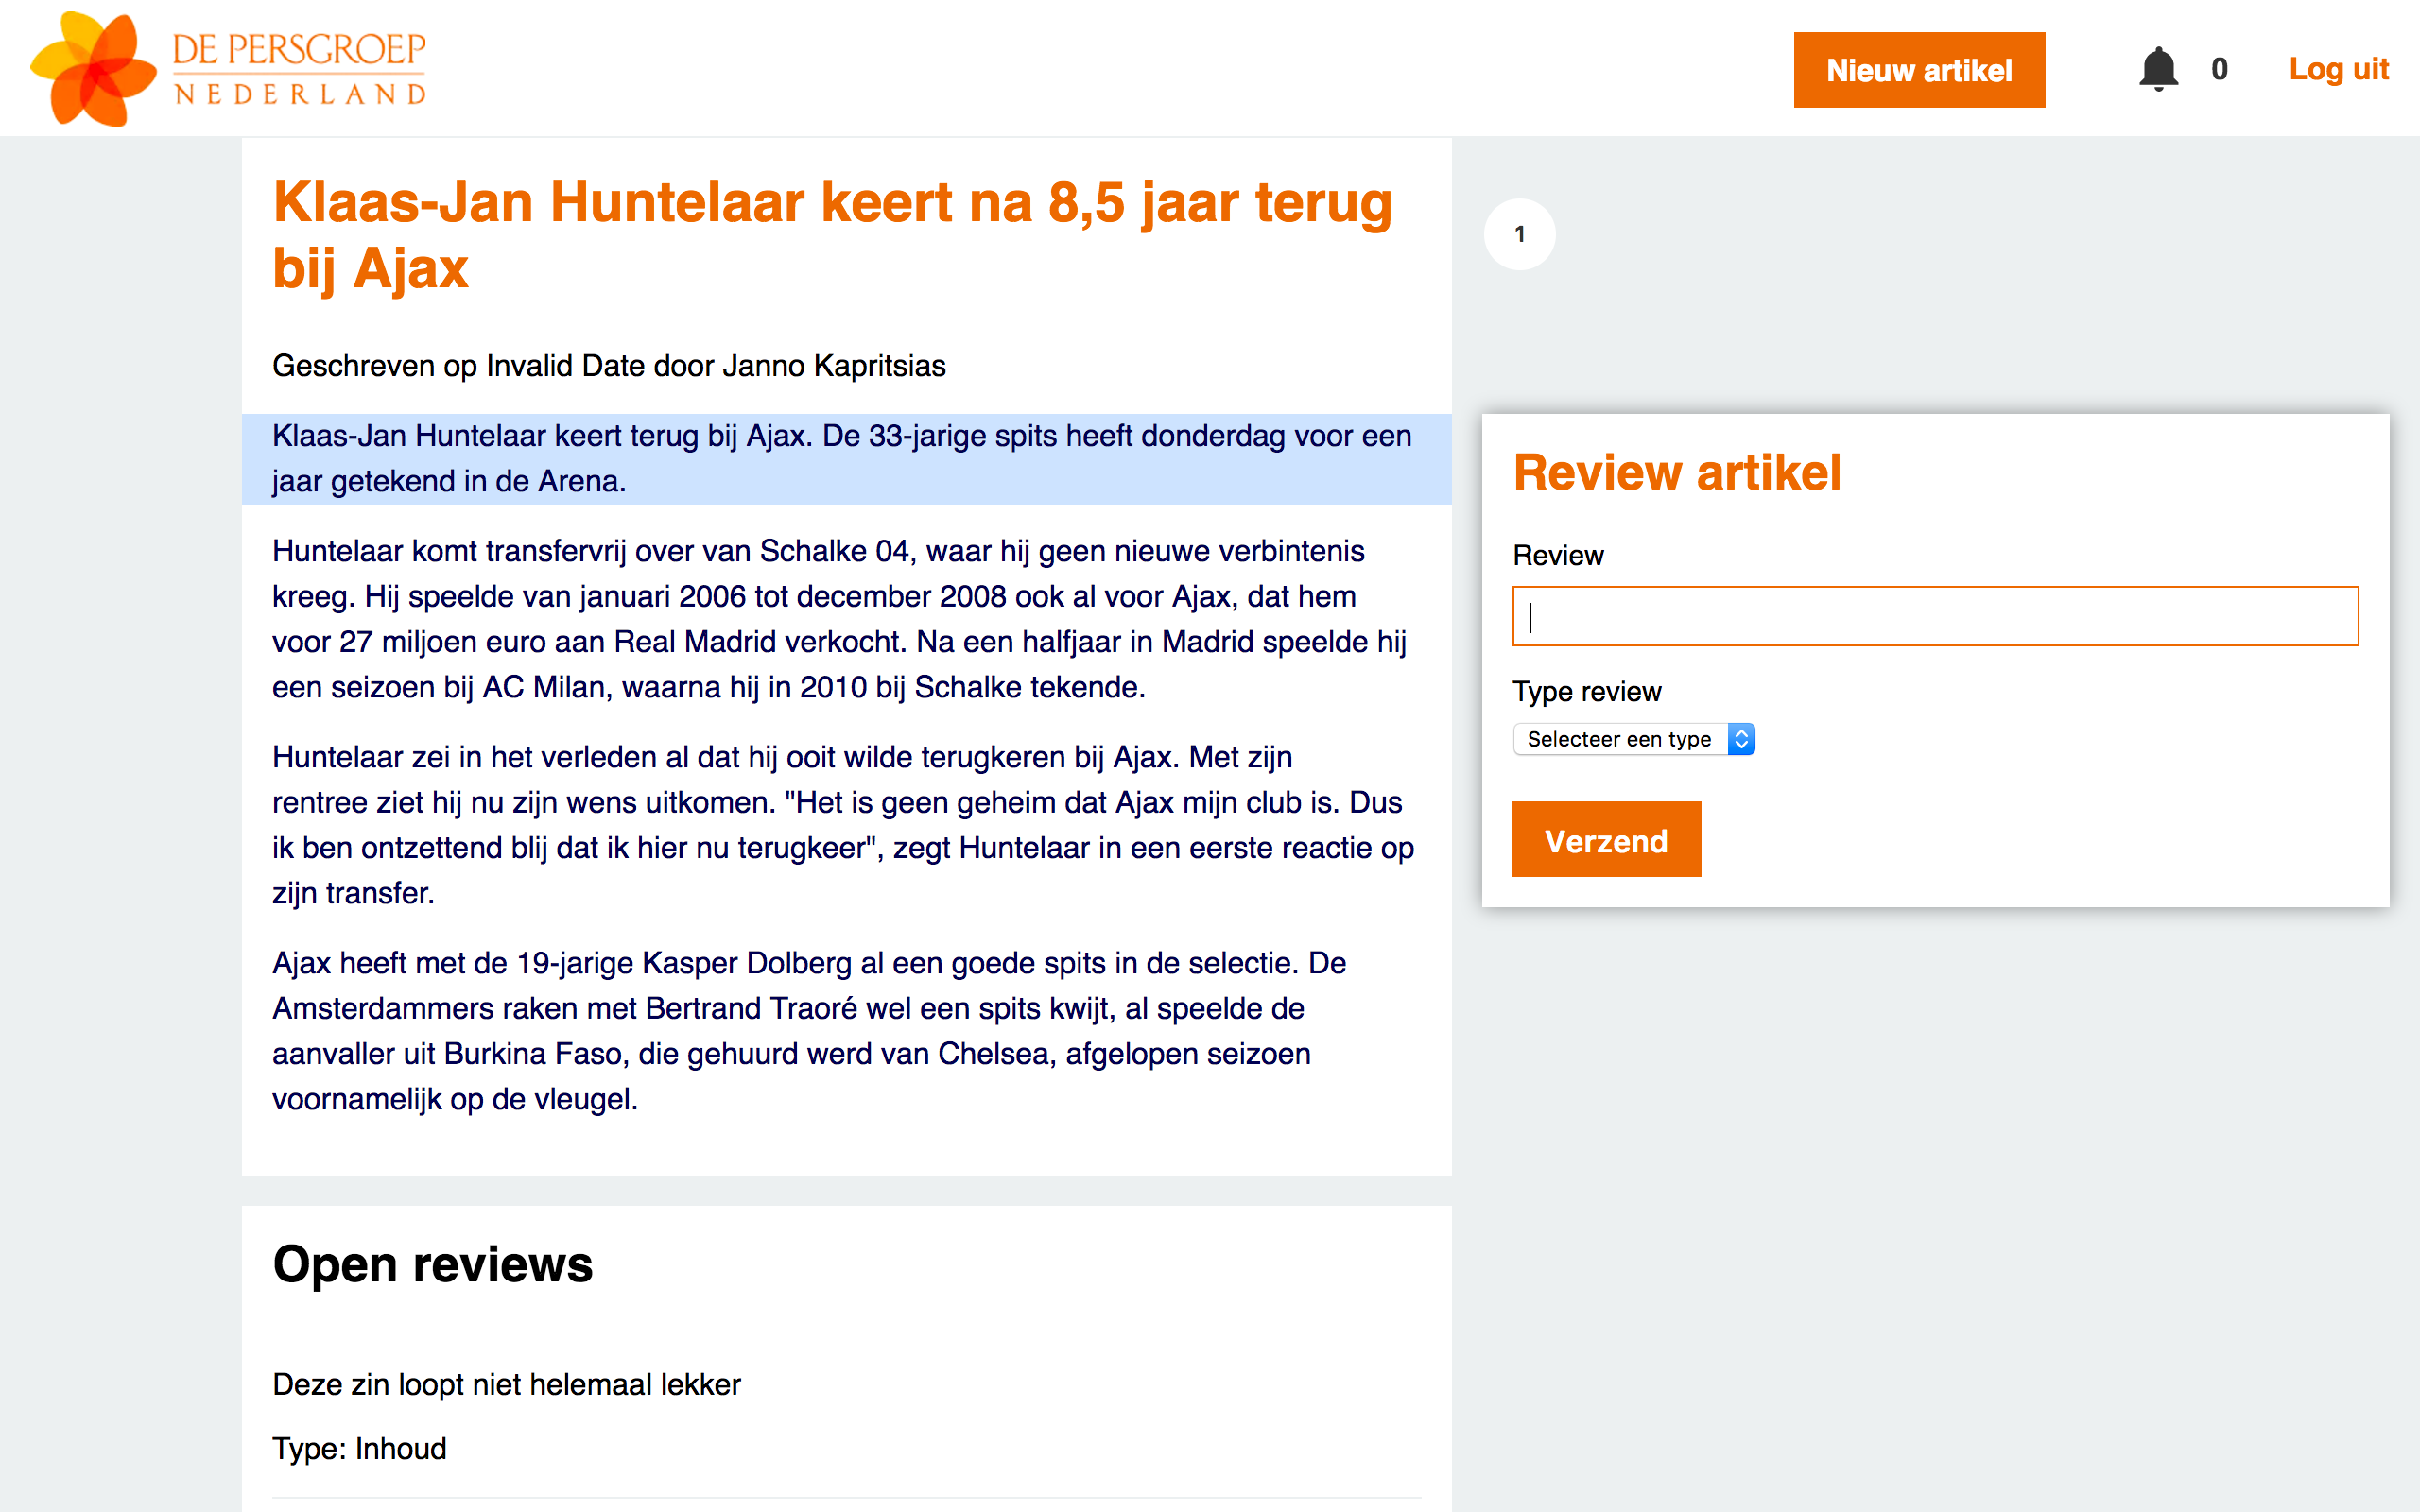 DE PERSGROEP
NEDERLAND
Nieuw artikel
0
Log uit
Klaas-Jan Huntelaar keert na 8,5 jaar terug
bij Ajax
1
Geschreven op Invalid Date door Janno Kapritsias
Klaas-Jan Huntelaar keert terug bij Ajax. De 33-jarige spits heeft donderdag voor een
jaar getekend in de Arena.
Huntelaar komt transfervrij over van Schalke 04, waar hij geen nieuwe verbintenis
kreeg. Hij speelde van januari 2006 tot december 2008 ook al voor Ajax, dat hem
voor 27 miljoen euro aan Real Madrid verkocht. Na een halfjaar in Madrid speelde hij
een seizoen bij AC Milan, waarna hij in 2010 bij Schalke tekende.
Huntelaar zei in het verleden al dat hij ooit wilde terugkeren bij Ajax. Met zijn
rentree ziet hij nu zijn wens uitkomen. "Het is geen geheim dat Ajax mijn club is. Dus
ik ben ontzettend blij dat ik hier nu terugkeer", zegt Huntelaar in een eerste reactie op
zijn transfer.
Ajax heeft met de 19-jarige Kasper Dolberg al een goede spits in de selectie. De
Amsterdammers raken met Bertrand Traoré wel een spits kwijt, al speelde de
aanvaller uit Burkina Faso, die gehuurd werd van Chelsea, afgelopen seizoen
voornamelijk op de vleugel.
Review artikel
Review
Type review
Selecteer een type
Verzend
Open reviews
Deze zin loopt niet helemaal lekker
Type: Inhoud